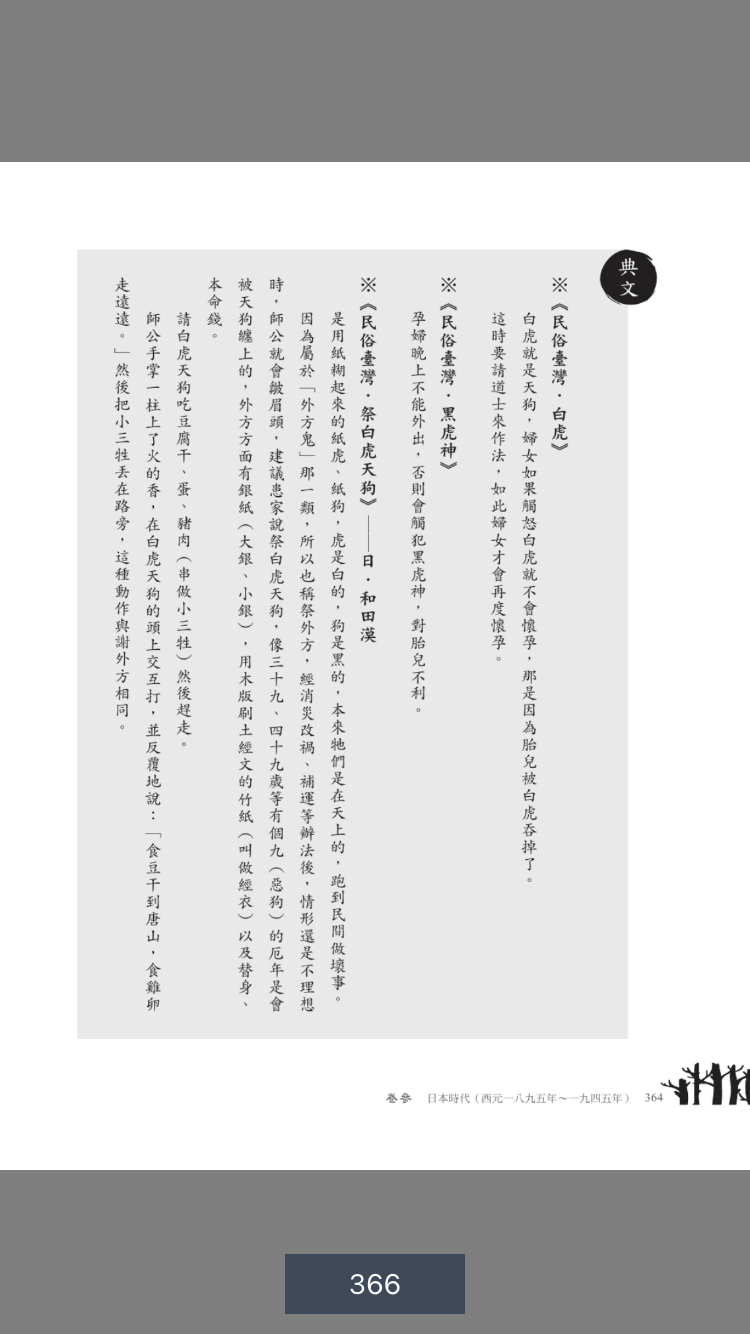 典文
※《民俗臺灣．白虎》
白虎就是天狗，婦女如果觸怒白虎就不會懷孕，那是因為胎兒被白虎吞掉了。
這時要請道士來作法，如此婦女才會再度懷孕。
※《民俗臺灣．黑虎神》
孕婦晚上不能外出，否則會觸犯黑虎神，對胎兒不利。
※《民俗臺灣．祭白虎天狗》——日．和田漠
是用紙糊起來的紙虎、紙狗，虎是白的，狗是黑的，本來牠們是在天上的，跑到民間做壞事。
因為屬於「外方鬼」那一類，所以也稱祭外方，經消災改禍、補運等辦法後，情形還是不理想
時，師公就會皺眉頭，建議患家說祭白虎天狗，像三十九、四十九歲等有個九（惡狗）的厄年是會
被天狗纏上的，外方方面有銀紙（大銀、小銀），用木版刷土經文的竹紙（叫做經衣）以及替身、
本命錢。
請白虎天狗吃豆腐干、蛋、豬肉（串做小三牲）然後趕走。
師公手掌一柱上了火的香，在白虎天狗的頭上交互打，並反覆地說：「食豆干到唐山，食雞卵
走遠遠。」然後把小三牲丟在路旁，這種動作與謝外方相同。
卷參 日本時代（西元一八九五年～一九四五年） 364
366